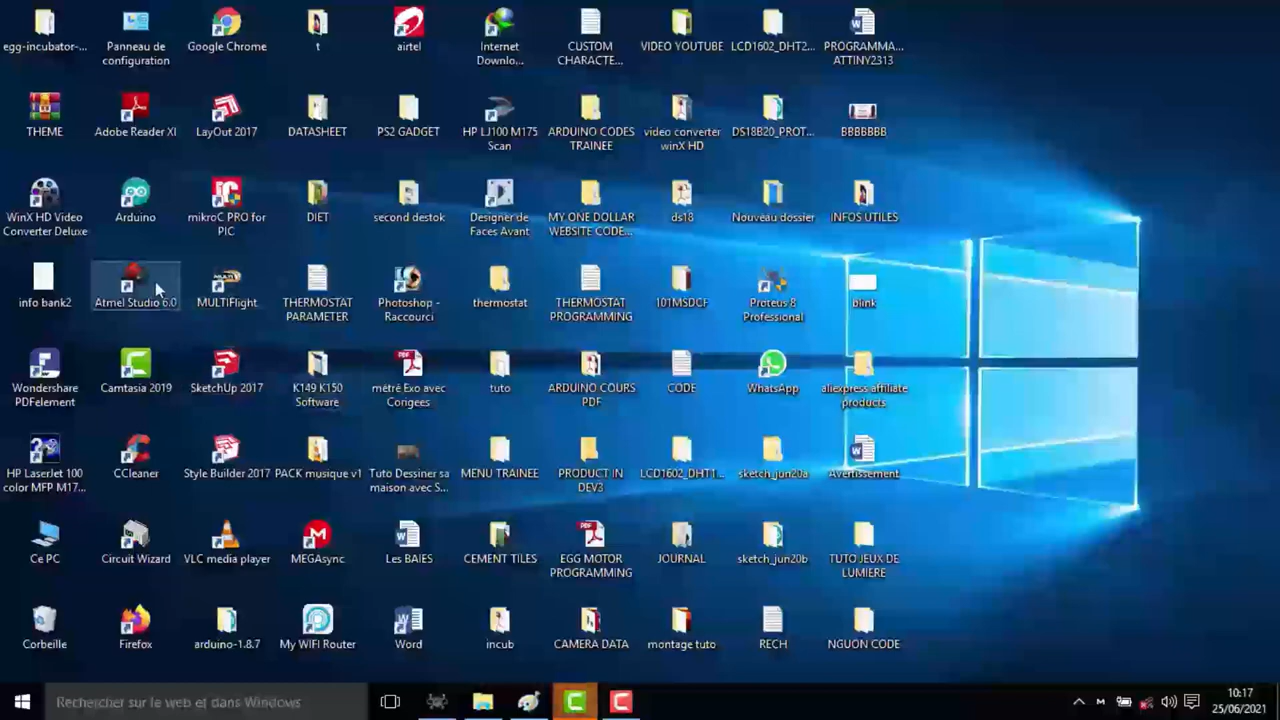 egg-incubator-...
Panneau de
configuration
Google Chrome
t
airtel
Internet
Downlo...
CUSTOM
CHARACTE...
VIDEO YOUTUBE
LCD1602_DHT2...
PROGRAMMA...
ATTINY2313
THEME
Adobe Reader XI
LayOut 2017
DATASHEET
PS2 GADGET
HP LJ100 M175
Scan
ARDUINO CODES
TRAINEE
video converter
winX HD
DS18B20_PROT...
BBBBBBB
WinX HD Video
Converter Deluxe
Arduino
mikroC PRO for
PIC
DIET
second destok
Designer de
Faces Avant
MY ONE DOLLAR
WEBSITE CODE...
ds18
Nouveau dossier
INFOS UTILES
info bank2
Atmel Studio 6.0
MULTIFlight
THERMOSTAT
PARAMETER
Photoshop -
Raccourci
thermostat
THERMOSTAT
PROGRAMMING
101MSDCF
Proteus 8
Professional
blink
Wondershare
PDFelement
Camtasia 2019
SketchUp 2017
K149 K150
Software
métré Exo avec
Corigees
tuto
ARDUINO COURS
PDF
CODE
WhatsApp
aliexpress affiliate
products
HP LaserJet 100
color MFP M17...
CCleaner
Style Builder 2017
PACK musique v1
Tuto Dessiner sa
maison avec S...
MENU TRAINEE
PRODUCT IN
DEV3
LCD1602_DHT1...
sketch_jun20a
Avertissement
Ce PC
Circuit Wizard
VLC media player
MEGAsync
Les BAIES
CEMENT TILES
EGG MOTOR
PROGRAMMING
JOURNAL
sketch_jun20b
TUTO JEUX DE
LUMIERE
Corbeille
Firefox
arduino-1.8.7
My WIFI Router
Word
incub
CAMERA DATA
montage tuto
RECH
NGUON CODE
Rechercher sur le web et dans Windows
10:17
25/06/2021